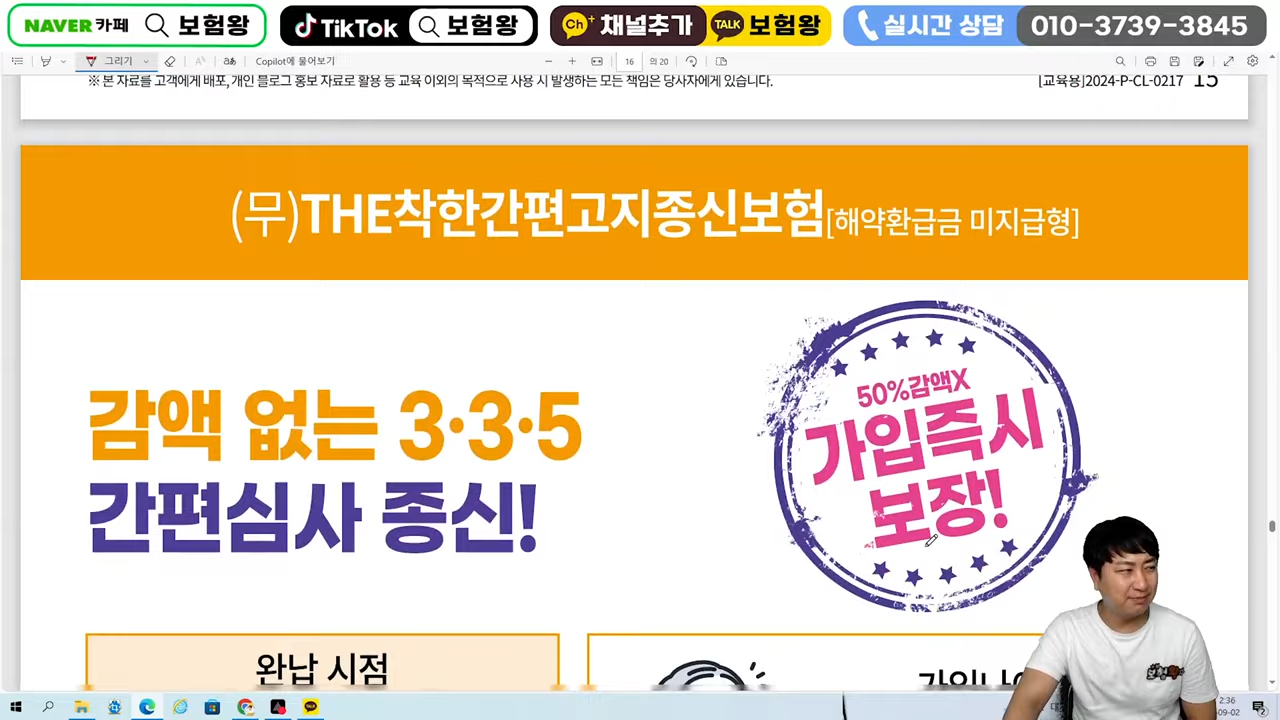 NAVER 카페 보험왕 TikTok 보험왕 Ch+ 채널추가 TALK 보험왕 실시간 상담 010-3739-3845
그리기 Copilot에 물어보기 16 의 20
※ 본 자료를 고객에게 배포, 개인 블로그 홍보 자료로 활용 등 교육 이외의 목적으로 사용 시 발생하는 모든 책임은 당사자에게 있습니다. [교육용]2024-P-CL-0217 15
(무)THE착한간편고지종신보험[해약환급금 미지급형]
감액 없는 3·3·5
간편심사 종신!
50%감액X
가입즉시
보장!
완납 시점
TALK
2:36
09-02